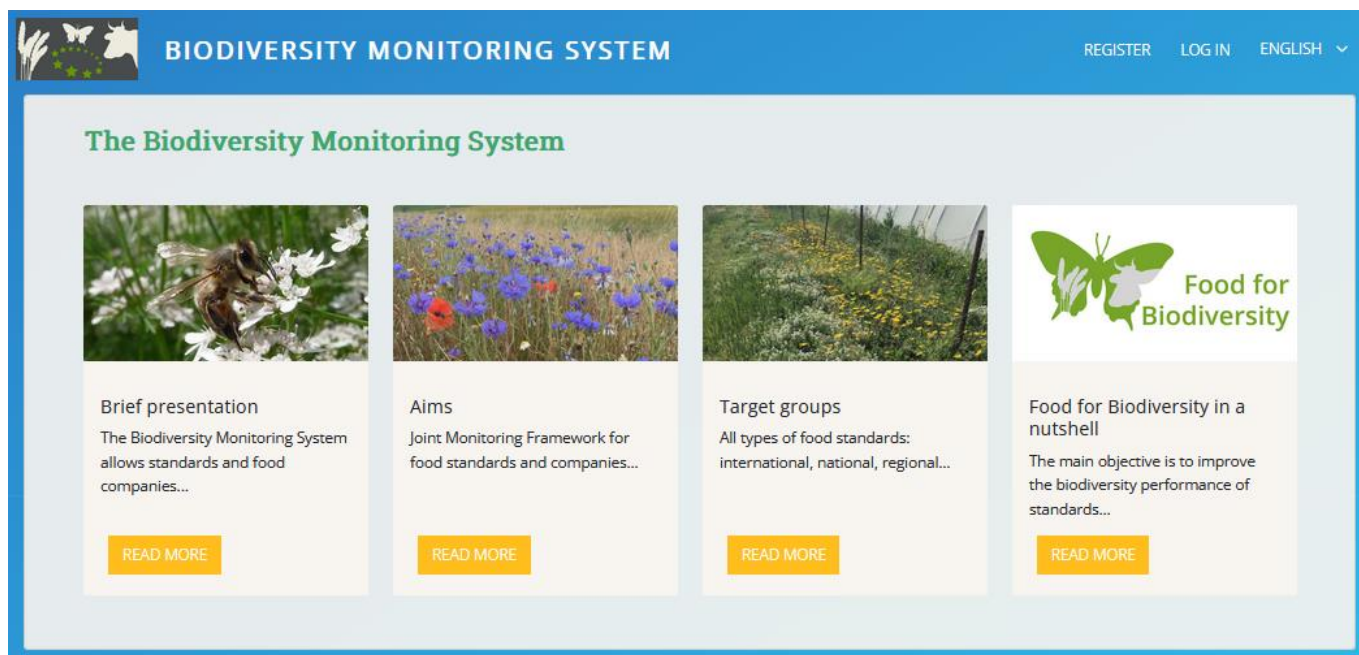 BIODIVERSITY MONITORING SYSTEM
REGISTER LOG IN ENGLISH
The Biodiversity Monitoring System
Food for
Biodiversity
Brief presentation
The Biodiversity Monitoring System
allows standards and food
companies...
READ MORE
Aims
Joint Monitoring Framework for
food standards and companies...
READ MORE
Target groups
All types of food standards:
international, national, regional...
READ MORE
Food for Biodiversity in a
nutshell
The main objective is to improve
the biodiversity performance of
standards...
READ MORE